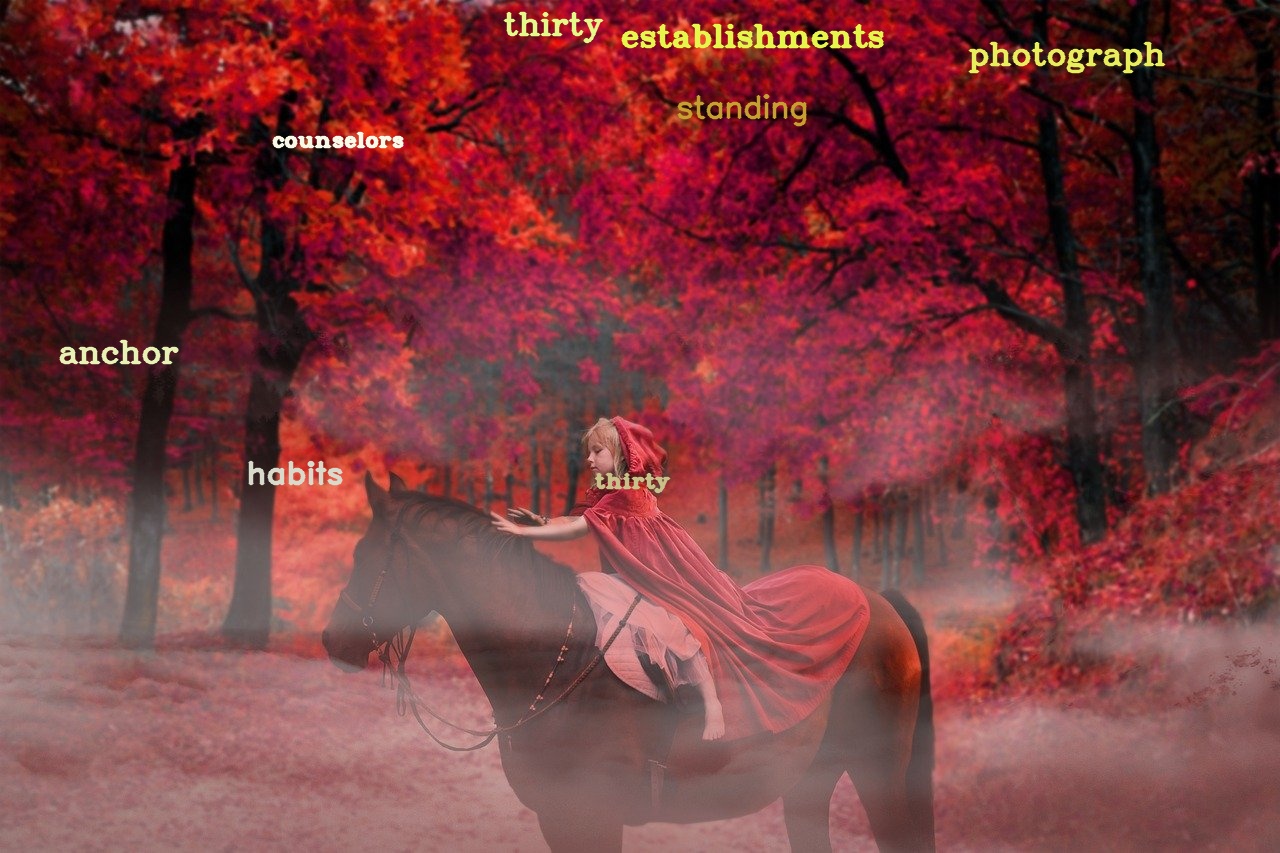 thirty
establishments
photograph
standing
counselors
anchor
habits
thirty